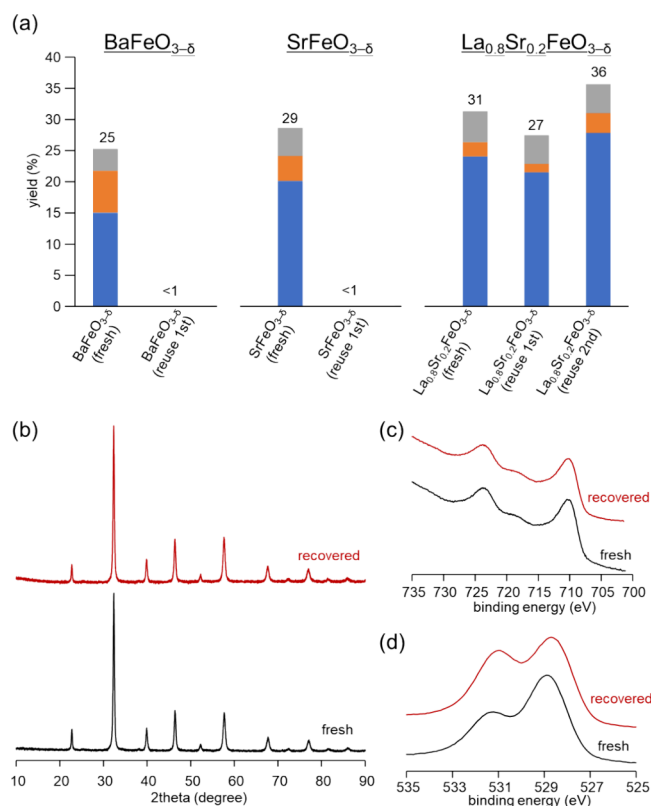 (a)
BaFeO₃₋δ
SrFeO₃₋δ
La₀.₈Sr₀.₂FeO₃₋δ
yield (%)
40
35
30
25
20
15
10
5
0
25
<1
29
<1
31
27
36
BaFeO₃₋δ
(fresh)
BaFeO₃₋δ
(reuse 1st)
SrFeO₃₋δ
(fresh)
SrFeO₃₋δ
(reuse 1st)
La₀.₈Sr₀.₂FeO₃₋δ
(fresh)
La₀.₈Sr₀.₂FeO₃₋δ
(reuse 1st)
La₀.₈Sr₀.₂FeO₃₋δ
(reuse 2nd)
(b)
recovered
fresh
10 20 30 40 50 60 70 80 90
2theta (degree)
(c)
recovered
fresh
735 730 725 720 715 710 705 700
binding energy (eV)
(d)
recovered
fresh
535 533 531 529 527 525
binding energy (eV)